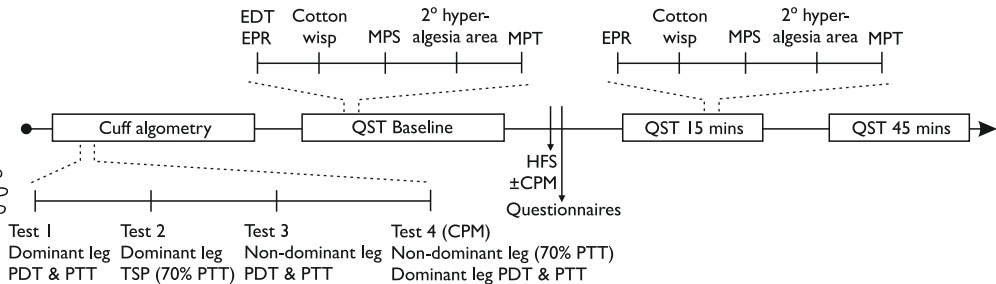 EDT
EPR
Cotton
wisp
MPS
2° hyper-
algesia area
MPT
EPR
Cotton
wisp
MPS
2° hyper-
algesia area
MPT
Cuff algometry
QST Baseline
QST 15 mins
QST 45 mins
HFS
±CPM
Questionnaires
Test 1
Dominant leg
PDT & PTT
Test 2
Dominant leg
TSP (70% PTT)
Test 3
Non-dominant leg
PDT & PTT
Test 4 (CPM)
Non-dominant leg (70% PTT)
Dominant leg PDT & PTT